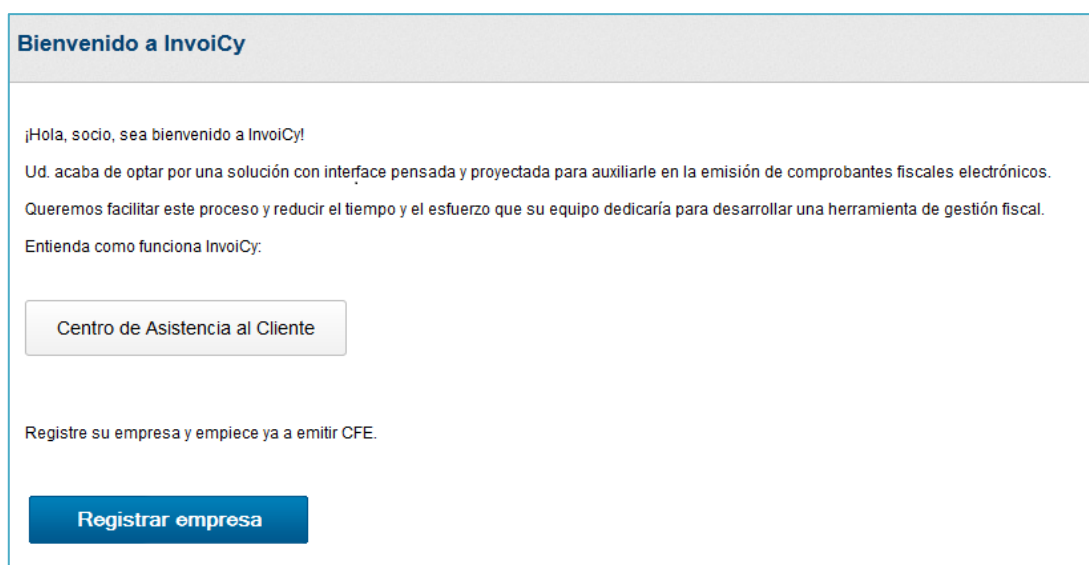 Bienvenido a InvoiCy
¡Hola, socio, sea bienvenido a InvoiCy!
Ud. acaba de optar por una solución con interface pensada y proyectada para auxiliarle en la emisión de comprobantes fiscales electrónicos.
Queremos facilitar este proceso y reducir el tiempo y el esfuerzo que su equipo dedicaría para desarrollar una herramienta de gestión fiscal.
Entienda como funciona InvoiCy:
Centro de Asistencia al Cliente
Registre su empresa y empiece ya a emitir CFE.
Registrar empresa